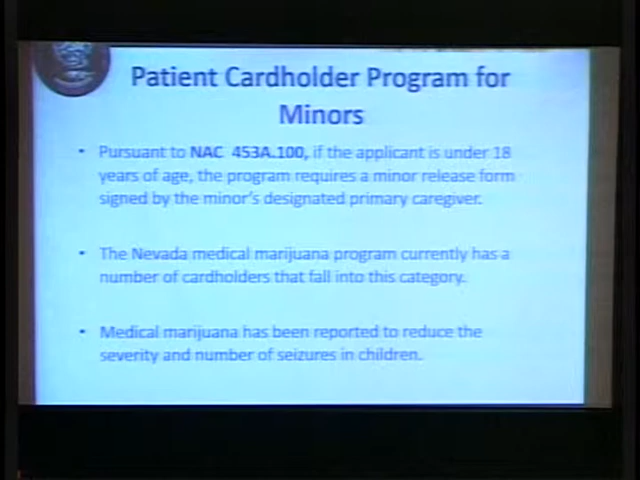 Patient Cardholder Program for
Minors
• Pursuant to NAC 453A.100, if the applicant is under 18
years of age, the program requires a minor release form
signed by the minor's designated primary caregiver.
• The Nevada medical marijuana program currently has a
number of cardholders that fall into this category.
• Medical marijuana has been reported to reduce the
severity and number of seizures in children.